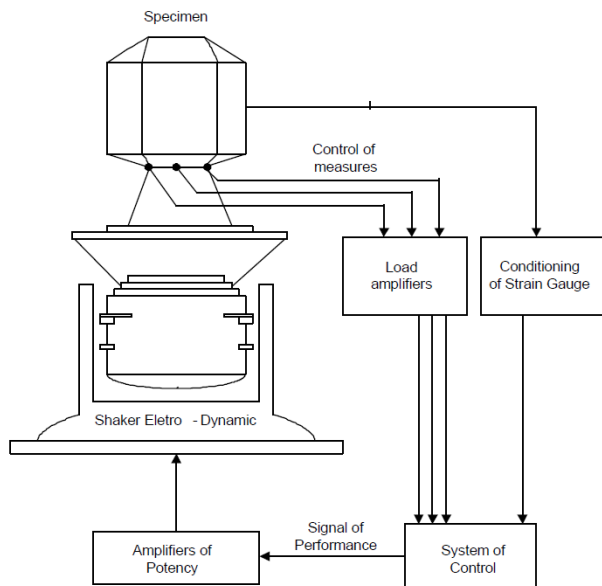 Specimen
Control of
measures
Load
amplifiers
Conditioning
of Strain Gauge
Shaker Eletro - Dynamic
Signal of
Performance
Amplifiers of
Potency
System of
Control